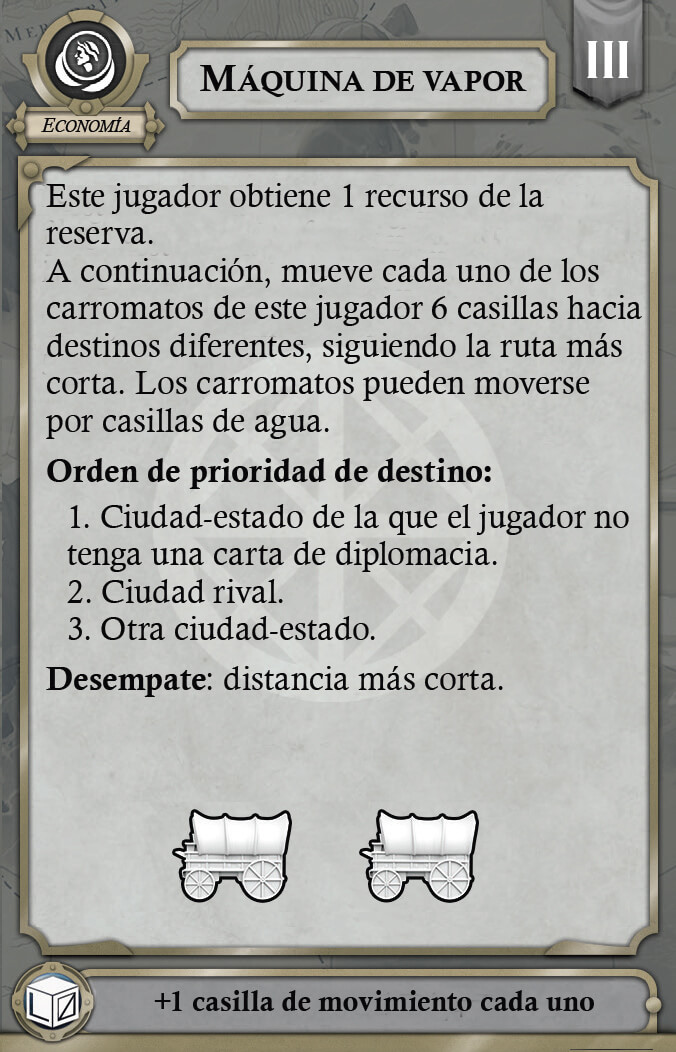 MÁQUINA DE VAPOR
III
ECONOMÍA
Este jugador obtiene 1 recurso de la
reserva.
A continuación, mueve cada uno de los
carromatos de este jugador 6 casillas hacia
destinos diferentes, siguiendo la ruta más
corta. Los carromatos pueden moverse
por casillas de agua.
Orden de prioridad de destino:
1. Ciudad-estado de la que el jugador no
tenga una carta de diplomacia.
2. Ciudad rival.
3. Otra ciudad-estado.
Desempate: distancia más corta.
+1 casilla de movimiento cada uno